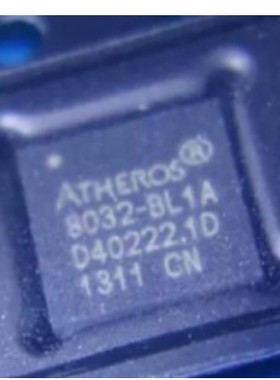 ATHEROS®
8032-BL1A
D40222.1D
1311 CN